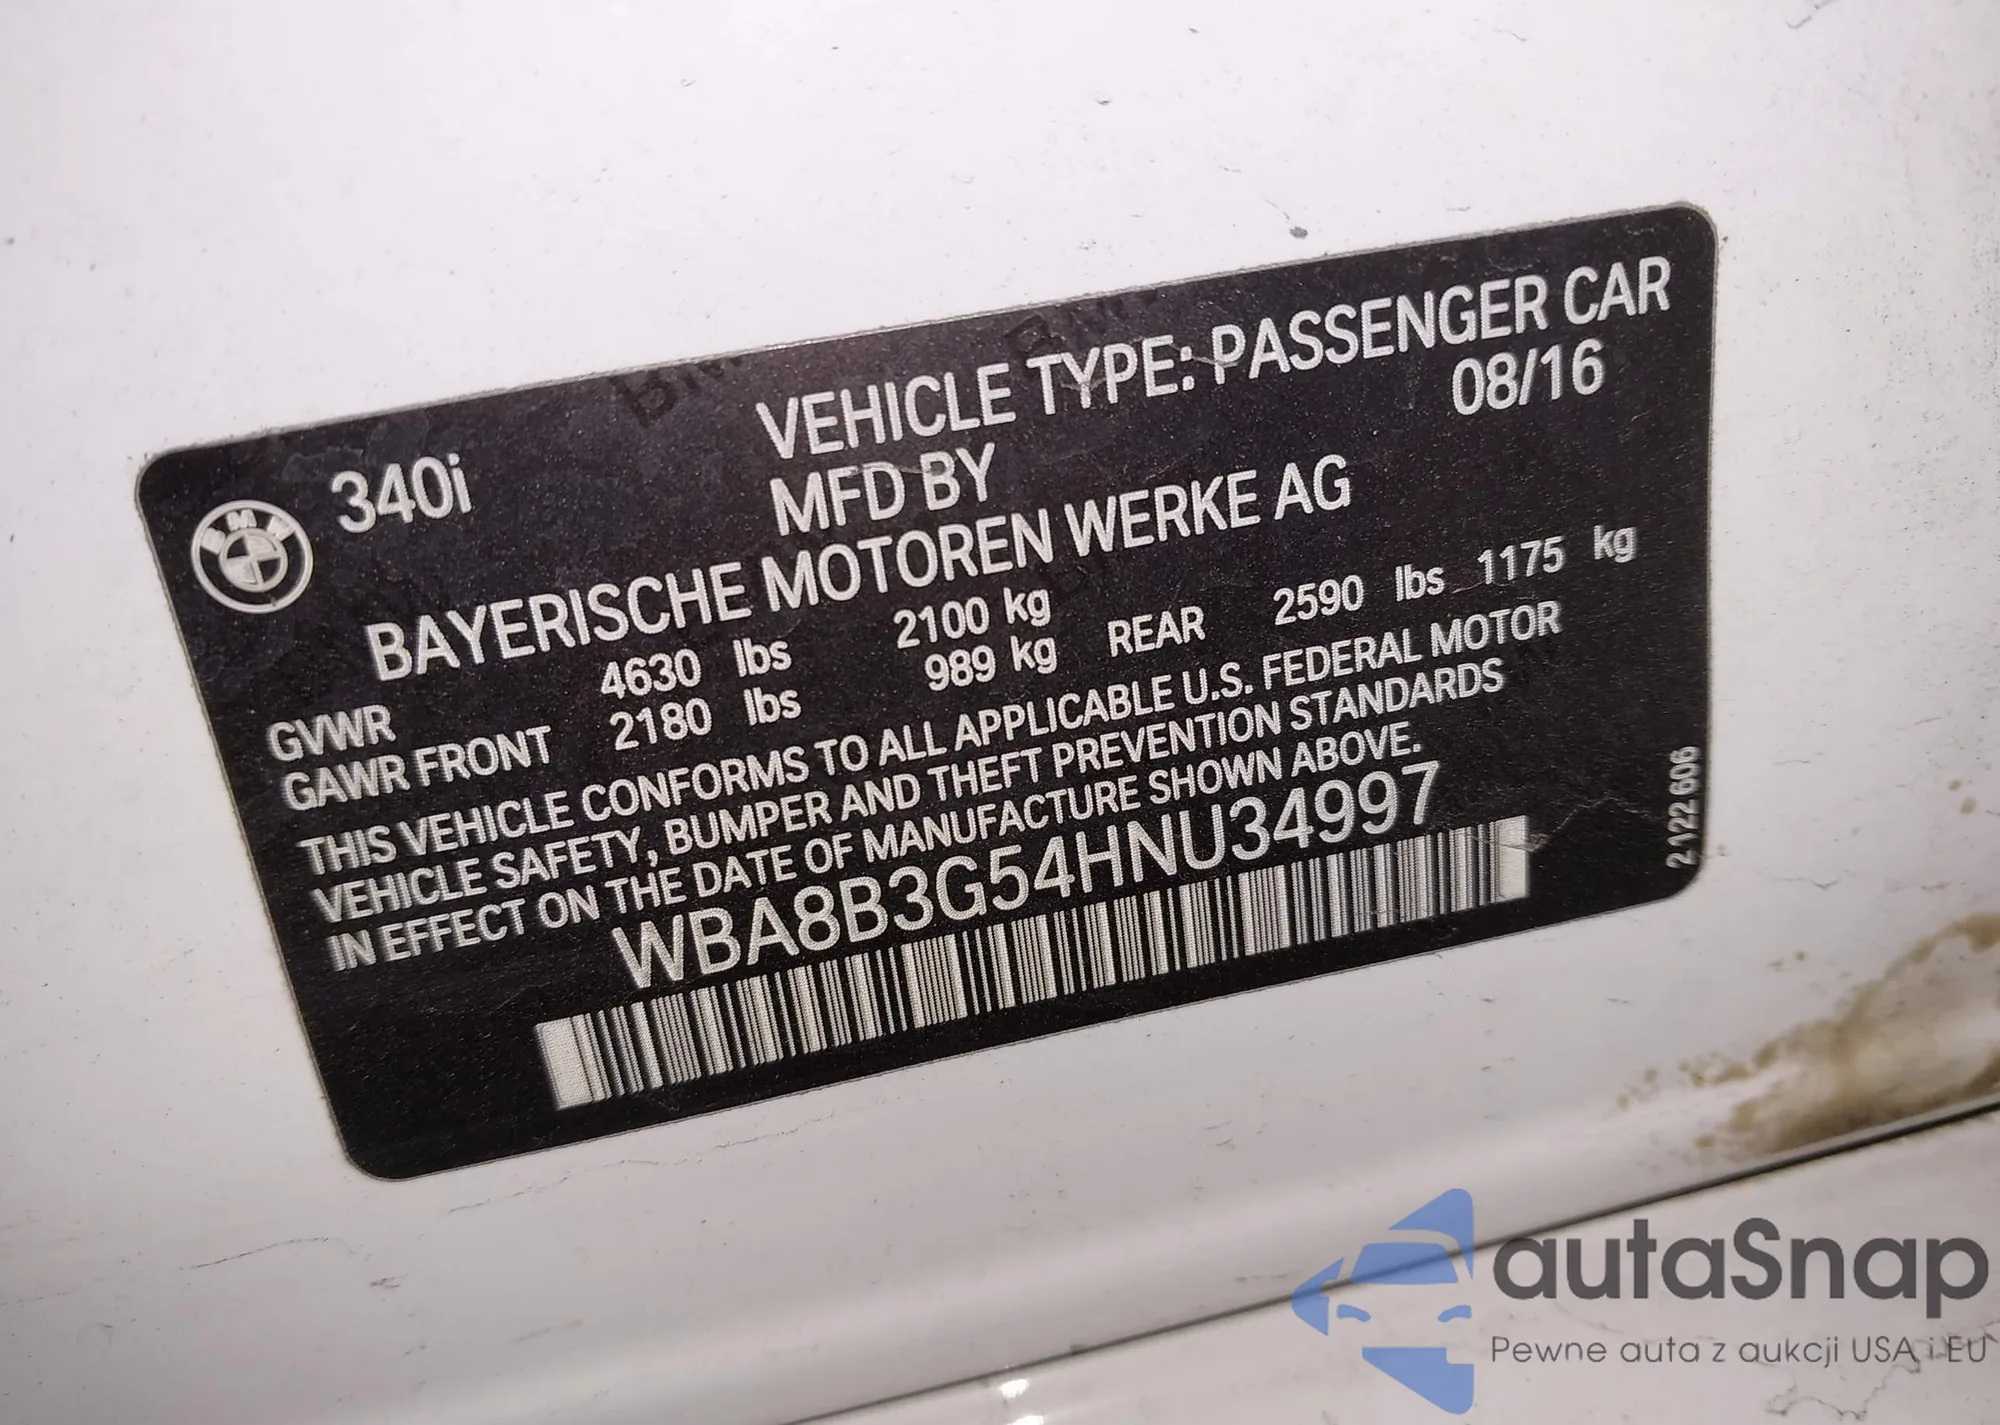 VEHICLE TYPE: PASSENGER CAR
BMW 340i MFD BY 08/16
BAYERISCHE MOTOREN WERKE AG
GVWR 4630 lbs 2100 kg
GAWR FRONT 2180 lbs 989 kg REAR 2590 lbs 1175 kg
THIS VEHICLE CONFORMS TO ALL APPLICABLE U.S. FEDERAL MOTOR
VEHICLE SAFETY, BUMPER AND THEFT PREVENTION STANDARDS
IN EFFECT ON THE DATE OF MANUFACTURE SHOWN ABOVE.
WBA8B3G54HNU34997
2 122 606
autaSnap
Pewne auta z aukcji USA i EU